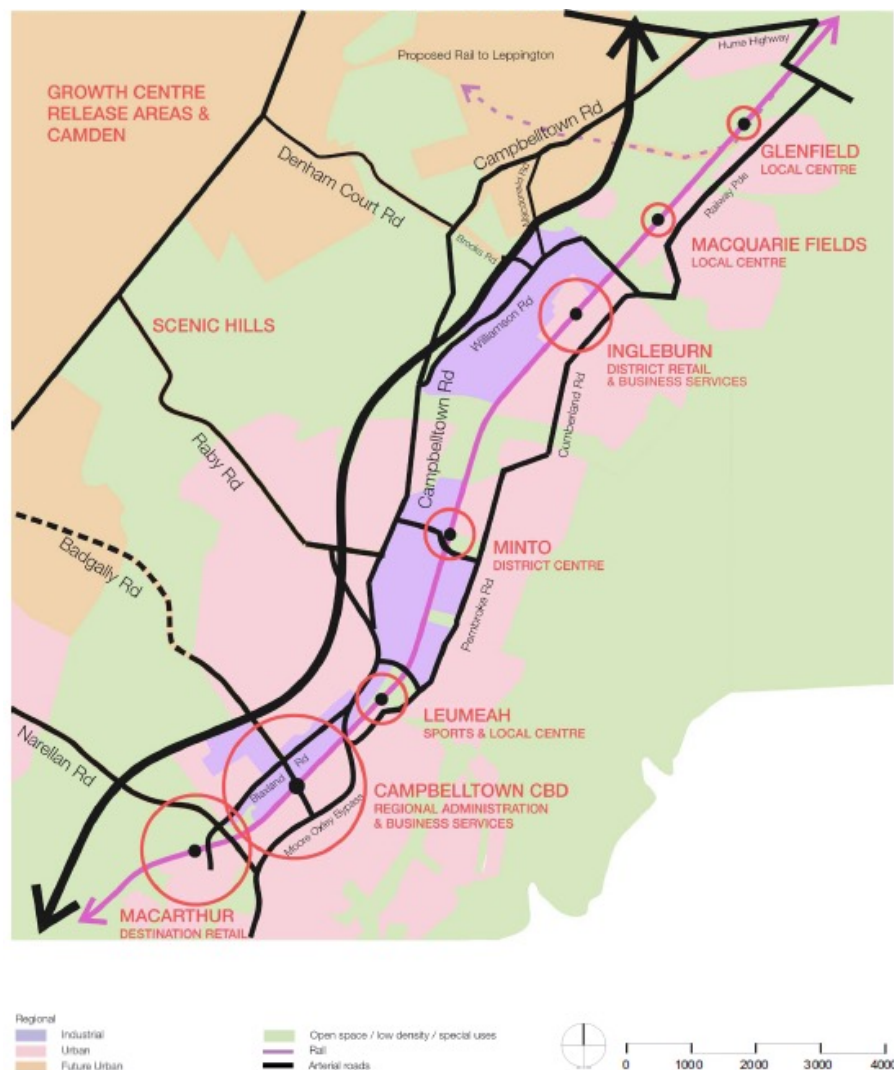 Hume Highway
Proposed Rail to Leppington
GROWTH CENTRE
RELEASE AREAS &
CAMDEN
Campbelltown Rd
GLENFIELD
LOCAL CENTRE
Denham Court Rd
Macdonald Rd
Railway Pde
Brooks Rd
MACQUARIE FIELDS
LOCAL CENTRE
SCENIC HILLS
Williamson Rd
INGLEBURN
DISTRICT RETAIL
& BUSINESS SERVICES
Cumberland Rd
Campbelltown Rd
Raby Rd
MINTO
DISTRICT CENTRE
Badgally Rd
Pembroke Rd
LEUMEAH
SPORTS & LOCAL CENTRE
Narellan Rd
Blaxland Rd
CAMPBELLTOWN CBD
REGIONAL ADMINISTRATION
& BUSINESS SERVICES
Moore Oxley Bypass
MACARTHUR
DESTINATION RETAIL
Regional
Industrial
Urban
Future Urban
Open space / low density / special uses
Rail
Arterial roads
0 1000 2000 3000 4000